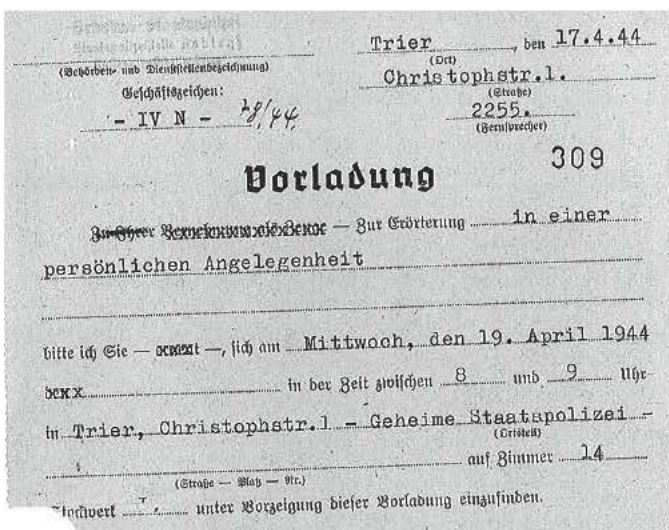 Trier, den 17.4.44
(Behörden- und Dienststellenbezeichnung)
(Ort)
Geschäftszeichen:
Christophstr.1.
(Straße)
- IV N - 28/44
2255.
(Fernsprecher)
309
Vorladung
Zu Ihrer — Zur Erörterung in einer
persönlichen Angelegenheit
bitte ich Sie — —, sich am Mittwoch, den 19. April 1944
in der Zeit zwischen 8 und 9 Uhr
in Trier, Christophstr.1 - Geheime Staatspolizei -
(Ortsteil)
auf Zimmer 14
(Straße — Platz — Nr.)
Stockwerk I. unter Vorzeigung dieser Vorladung einzufinden.